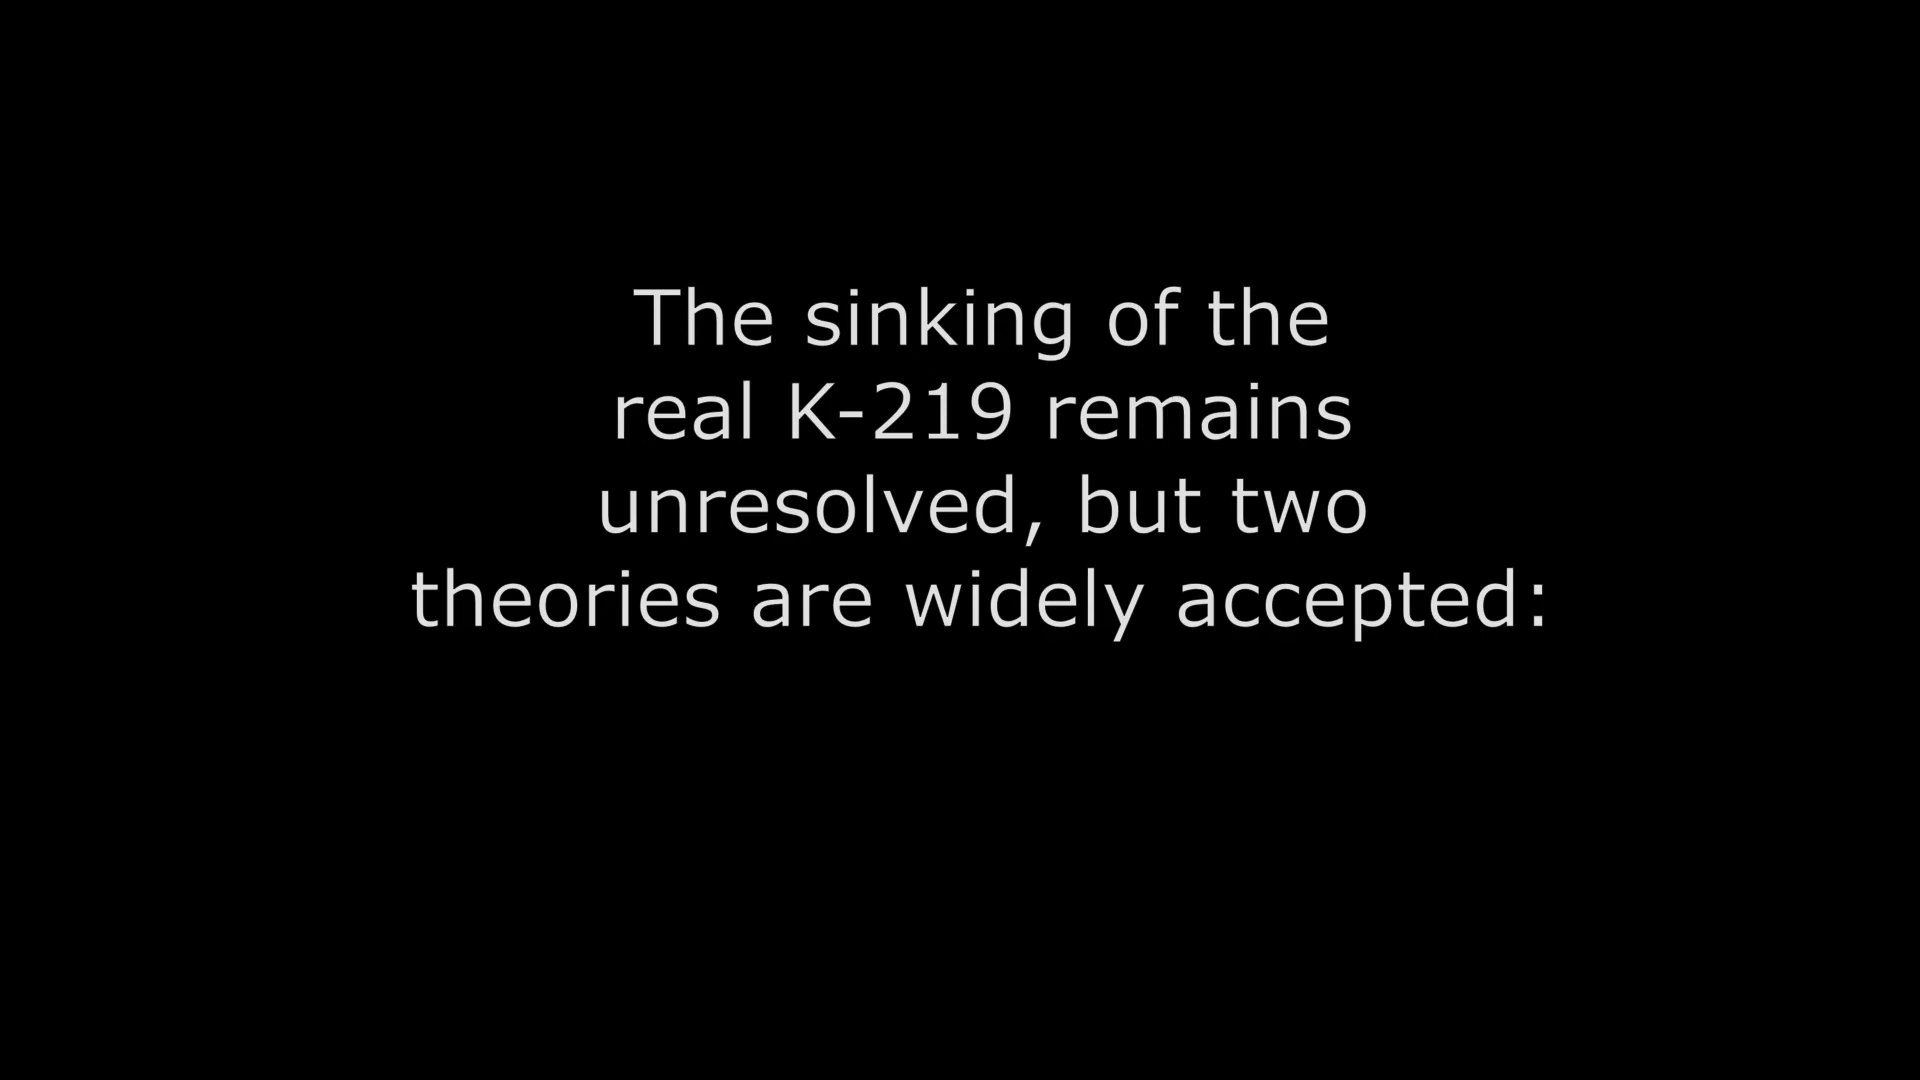 The sinking of the
real K-219 remains
unresolved, but two
theories are widely accepted: